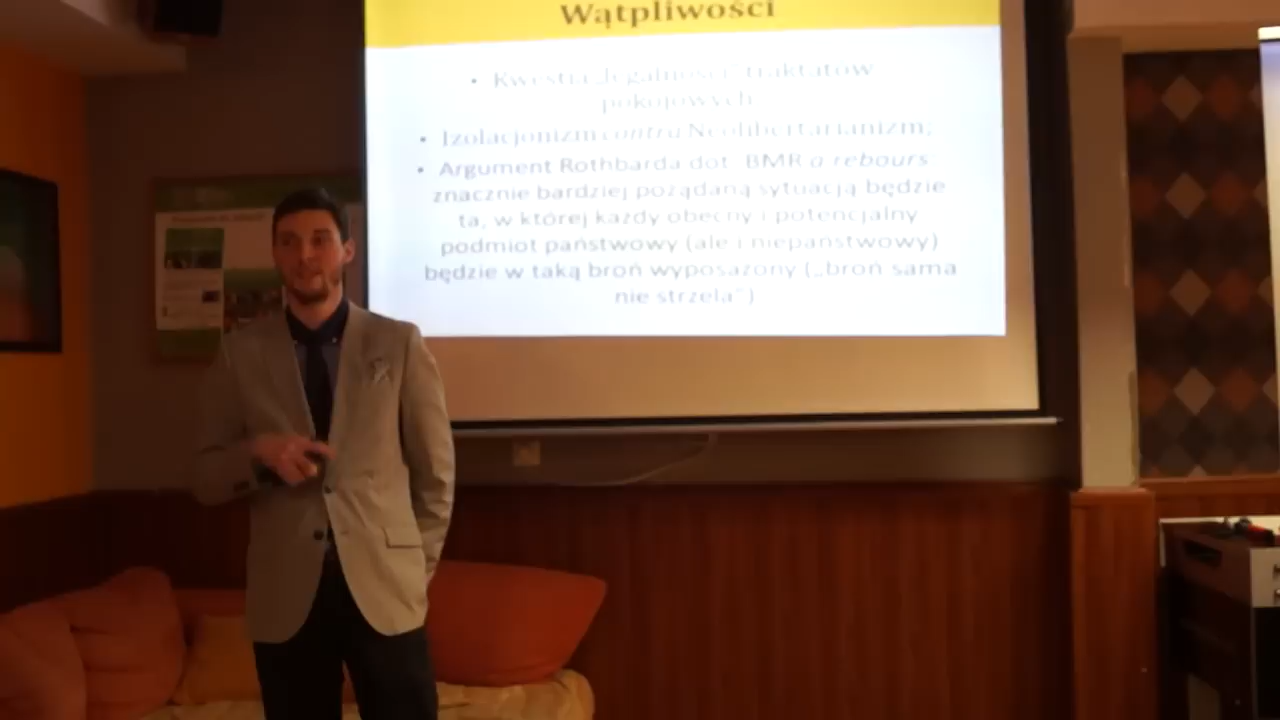 Wątpliwości
• Kwestia „legalności” traktatów
pokojowych
• Izolacjonizm contra Neolibertarianizm;
• Argument Rothbarda dot. BMR a rebours
znacznie bardziej pożądaną sytuacją będzie
ta, w której każdy obecny i potencjalny
podmiot państwowy (ale i niepaństwowy)
będzie w taką broń wyposażony („broń sama
nie strzela”)